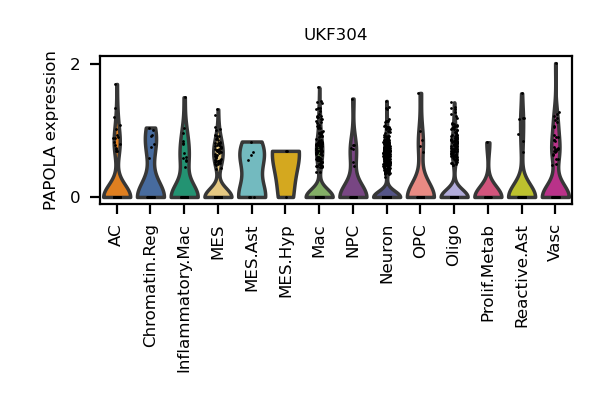 UKF304
PAPOLA expression
2
0
AC
Chromatin.Reg
Inflammatory.Mac
MES
MES.Ast
MES.Hyp
Mac
NPC
Neuron
OPC
Oligo
Prolif.Metab
Reactive.Ast
Vasc